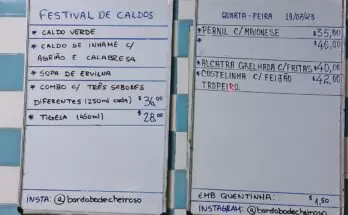 FESTIVAL DE CALDOS
* CALDO VERDE
* CALDO DE INHAME C/
AGRIÃO E CALABRESA
* SOPA DE ERVILHA
* COMBO C/ TRÊS SABORES
DIFERENTES (250ml cada) $ 36,00
* TIGELA (450ml) $ 28,00
INSTA: @bardobodecheiroso
QUARTA-FEIRA 19/07/23
*PERNIL C/ MAIONESE $35,00
* $40,00
*ALCATRA GRELHADA C/FRITAS $40,00
*COSTELINHA C/ FEIJÃO $42,00
TROPEIRO.
EMB QUENTINHA: $ 1,50
INSTAGRAM: @bardobodecheiroso